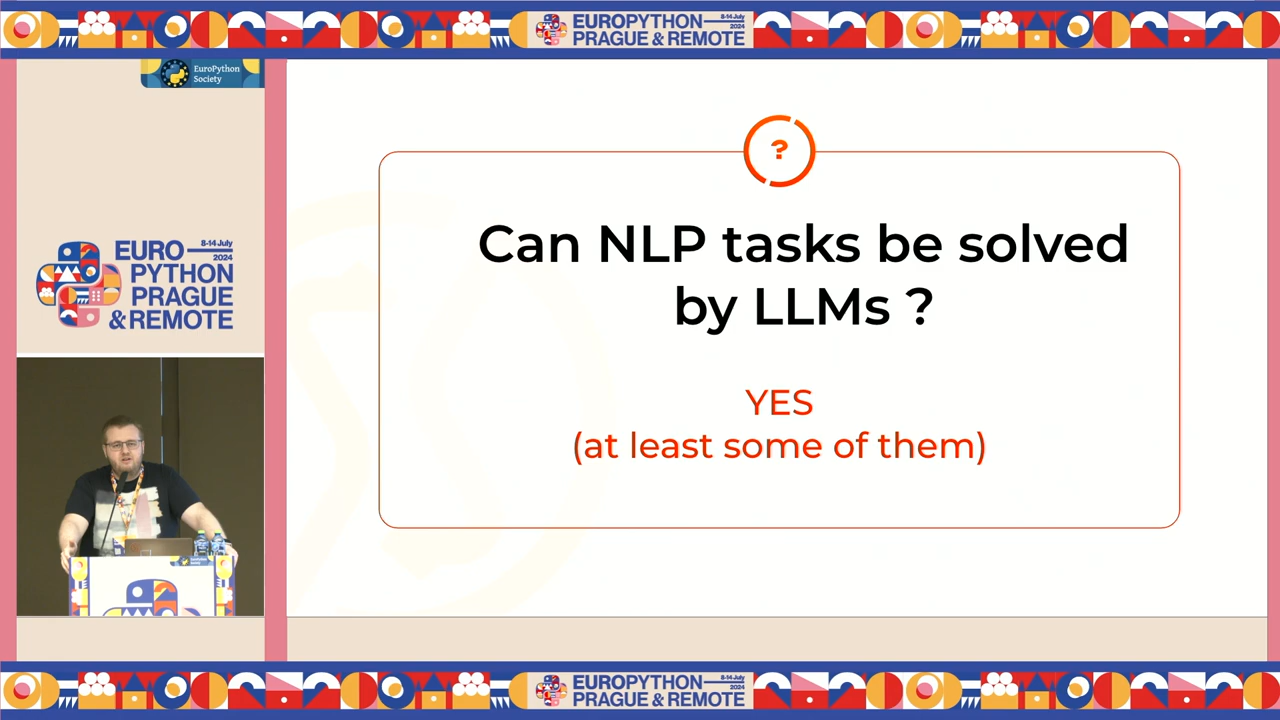 EUROPYTHON 8-14 July 2024
PRAGUE & REMOTE
EuroPython
Society
?
Can NLP tasks be solved
by LLMs ?
YES
(at least some of them)
EURO 8-14 July 2024
PYTHON
PRAGUE
& REMOTE
EUROPYTHON 8-14 July 2024
PRAGUE & REMOTE